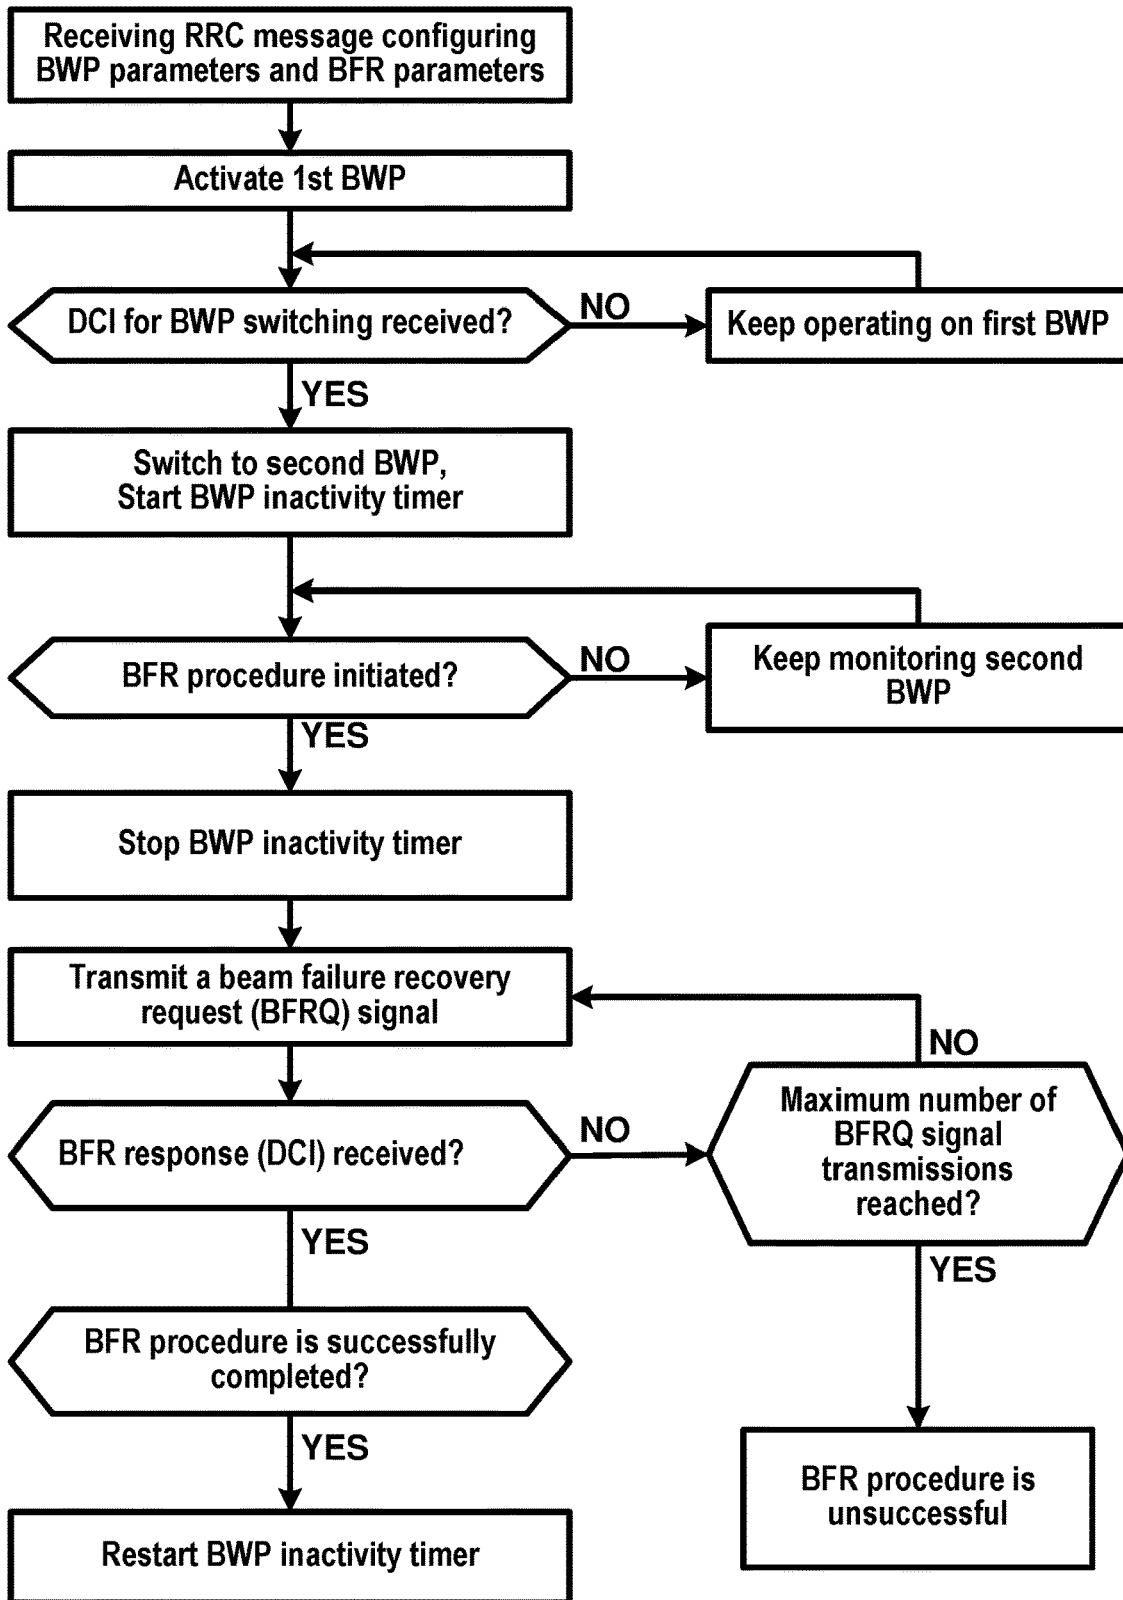 Receiving RRC message configuring
BWP parameters and BFR parameters
Activate 1st BWP
DCI for BWP switching received?
NO
Keep operating on first BWP
YES
Switch to second BWP,
Start BWP inactivity timer
BFR procedure initiated?
NO
Keep monitoring second
BWP
YES
Stop BWP inactivity timer
Transmit a beam failure recovery
request (BFRQ) signal
NO
BFR response (DCI) received?
NO
Maximum number of
BFRQ signal
transmissions
reached?
YES
YES
BFR procedure is successfully
completed?
YES
BFR procedure is
unsuccessful
Restart BWP inactivity timer